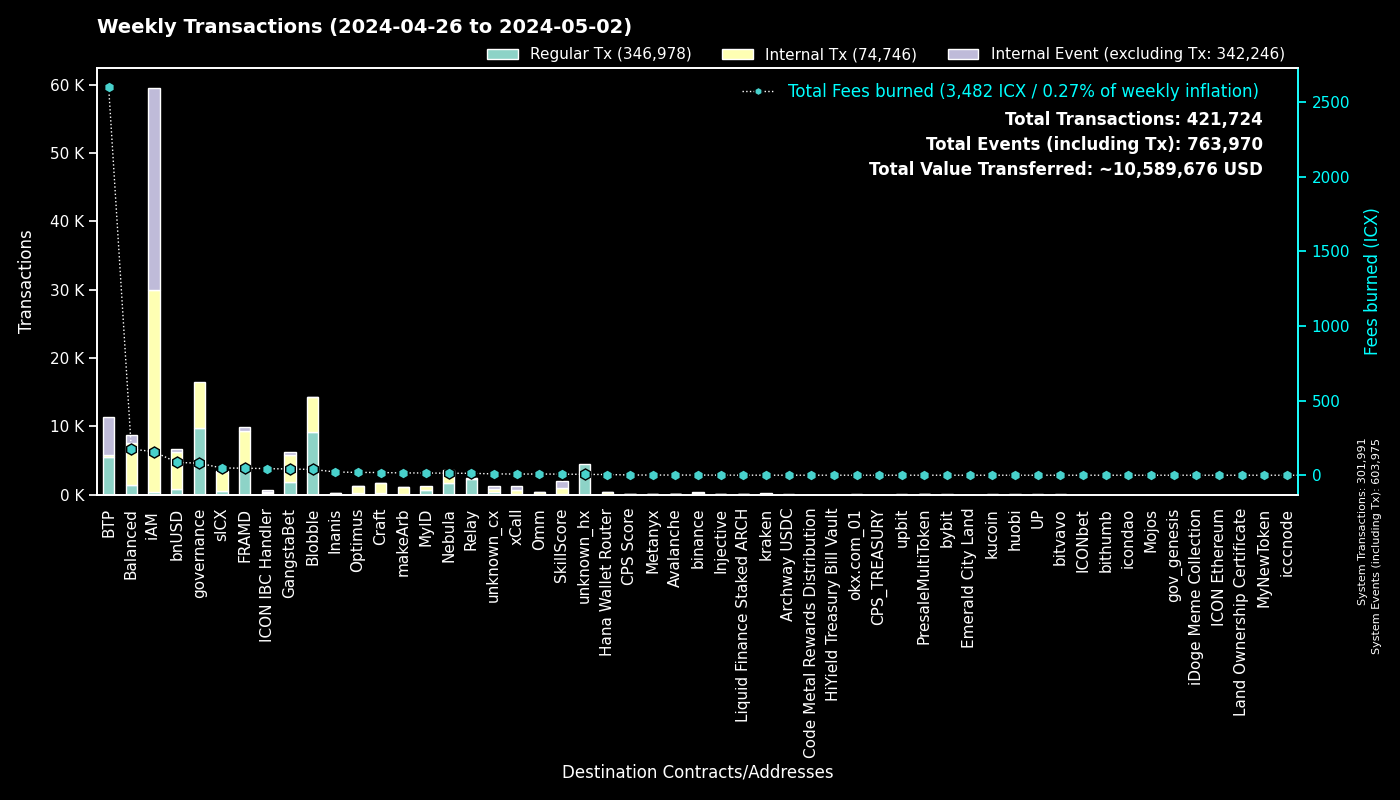 Weekly Transactions (2024-04-26 to 2024-05-02)
Regular Tx (346,978)
Internal Tx (74,746)
Internal Event (excluding Tx: 342,246)
Total Fees burned (3,482 ICX / 0.27% of weekly inflation)
Total Transactions: 421,724
Total Events (including Tx): 763,970
Total Value Transferred: ~10,589,676 USD
60 K
50 K
40 K
30 K
20 K
10 K
0 K
Transactions
2500
2000
1500
1000
500
0
Fees burned (ICX)
BTP
Balanced
iAM
bnUSD
governance
sICX
FRAMD
ICON IBC Handler
GangstaBet
Blobble
Inanis
Optimus
Craft
makeArb
MyID
Nebula
Relay
unknown_cx
xCall
Omm
SkillScore
unknown_hx
Hana Wallet Router
CPS Score
Metanyx
Avalanche
binance
Injective
Liquid Finance Staked ARCH
kraken
Archway USDC
Code Metal Rewards Distribution
HiYield Treasury Bill Vault
okx.com_01
CPS_TREASURY
upbit
PresaleMultiToken
bybit
Emerald City Land
kucoin
huobi
UP
bitvavo
ICONbet
bithumb
icondao
Mojos
gov_genesis
iDoge Meme Collection
ICON Ethereum
Land Ownership Certificate
MyNewToken
iccnode
Destination Contracts/Addresses
System Transactions: 301,991
System Events (including Tx): 603,975